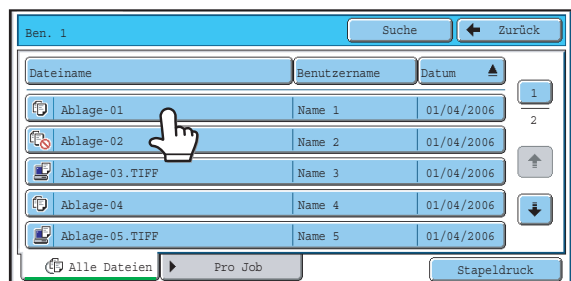 Ben. 1 Suche Zurück
Dateiname Benutzername Datum
Ablage-01 Name 1 01/04/2006
Ablage-02 Name 2 01/04/2006
Ablage-03.TIFF Name 3 01/04/2006
Ablage-04 Name 4 01/04/2006
Ablage-05.TIFF Name 5 01/04/2006
1
2
Alle Dateien Pro Job Stapeldruck